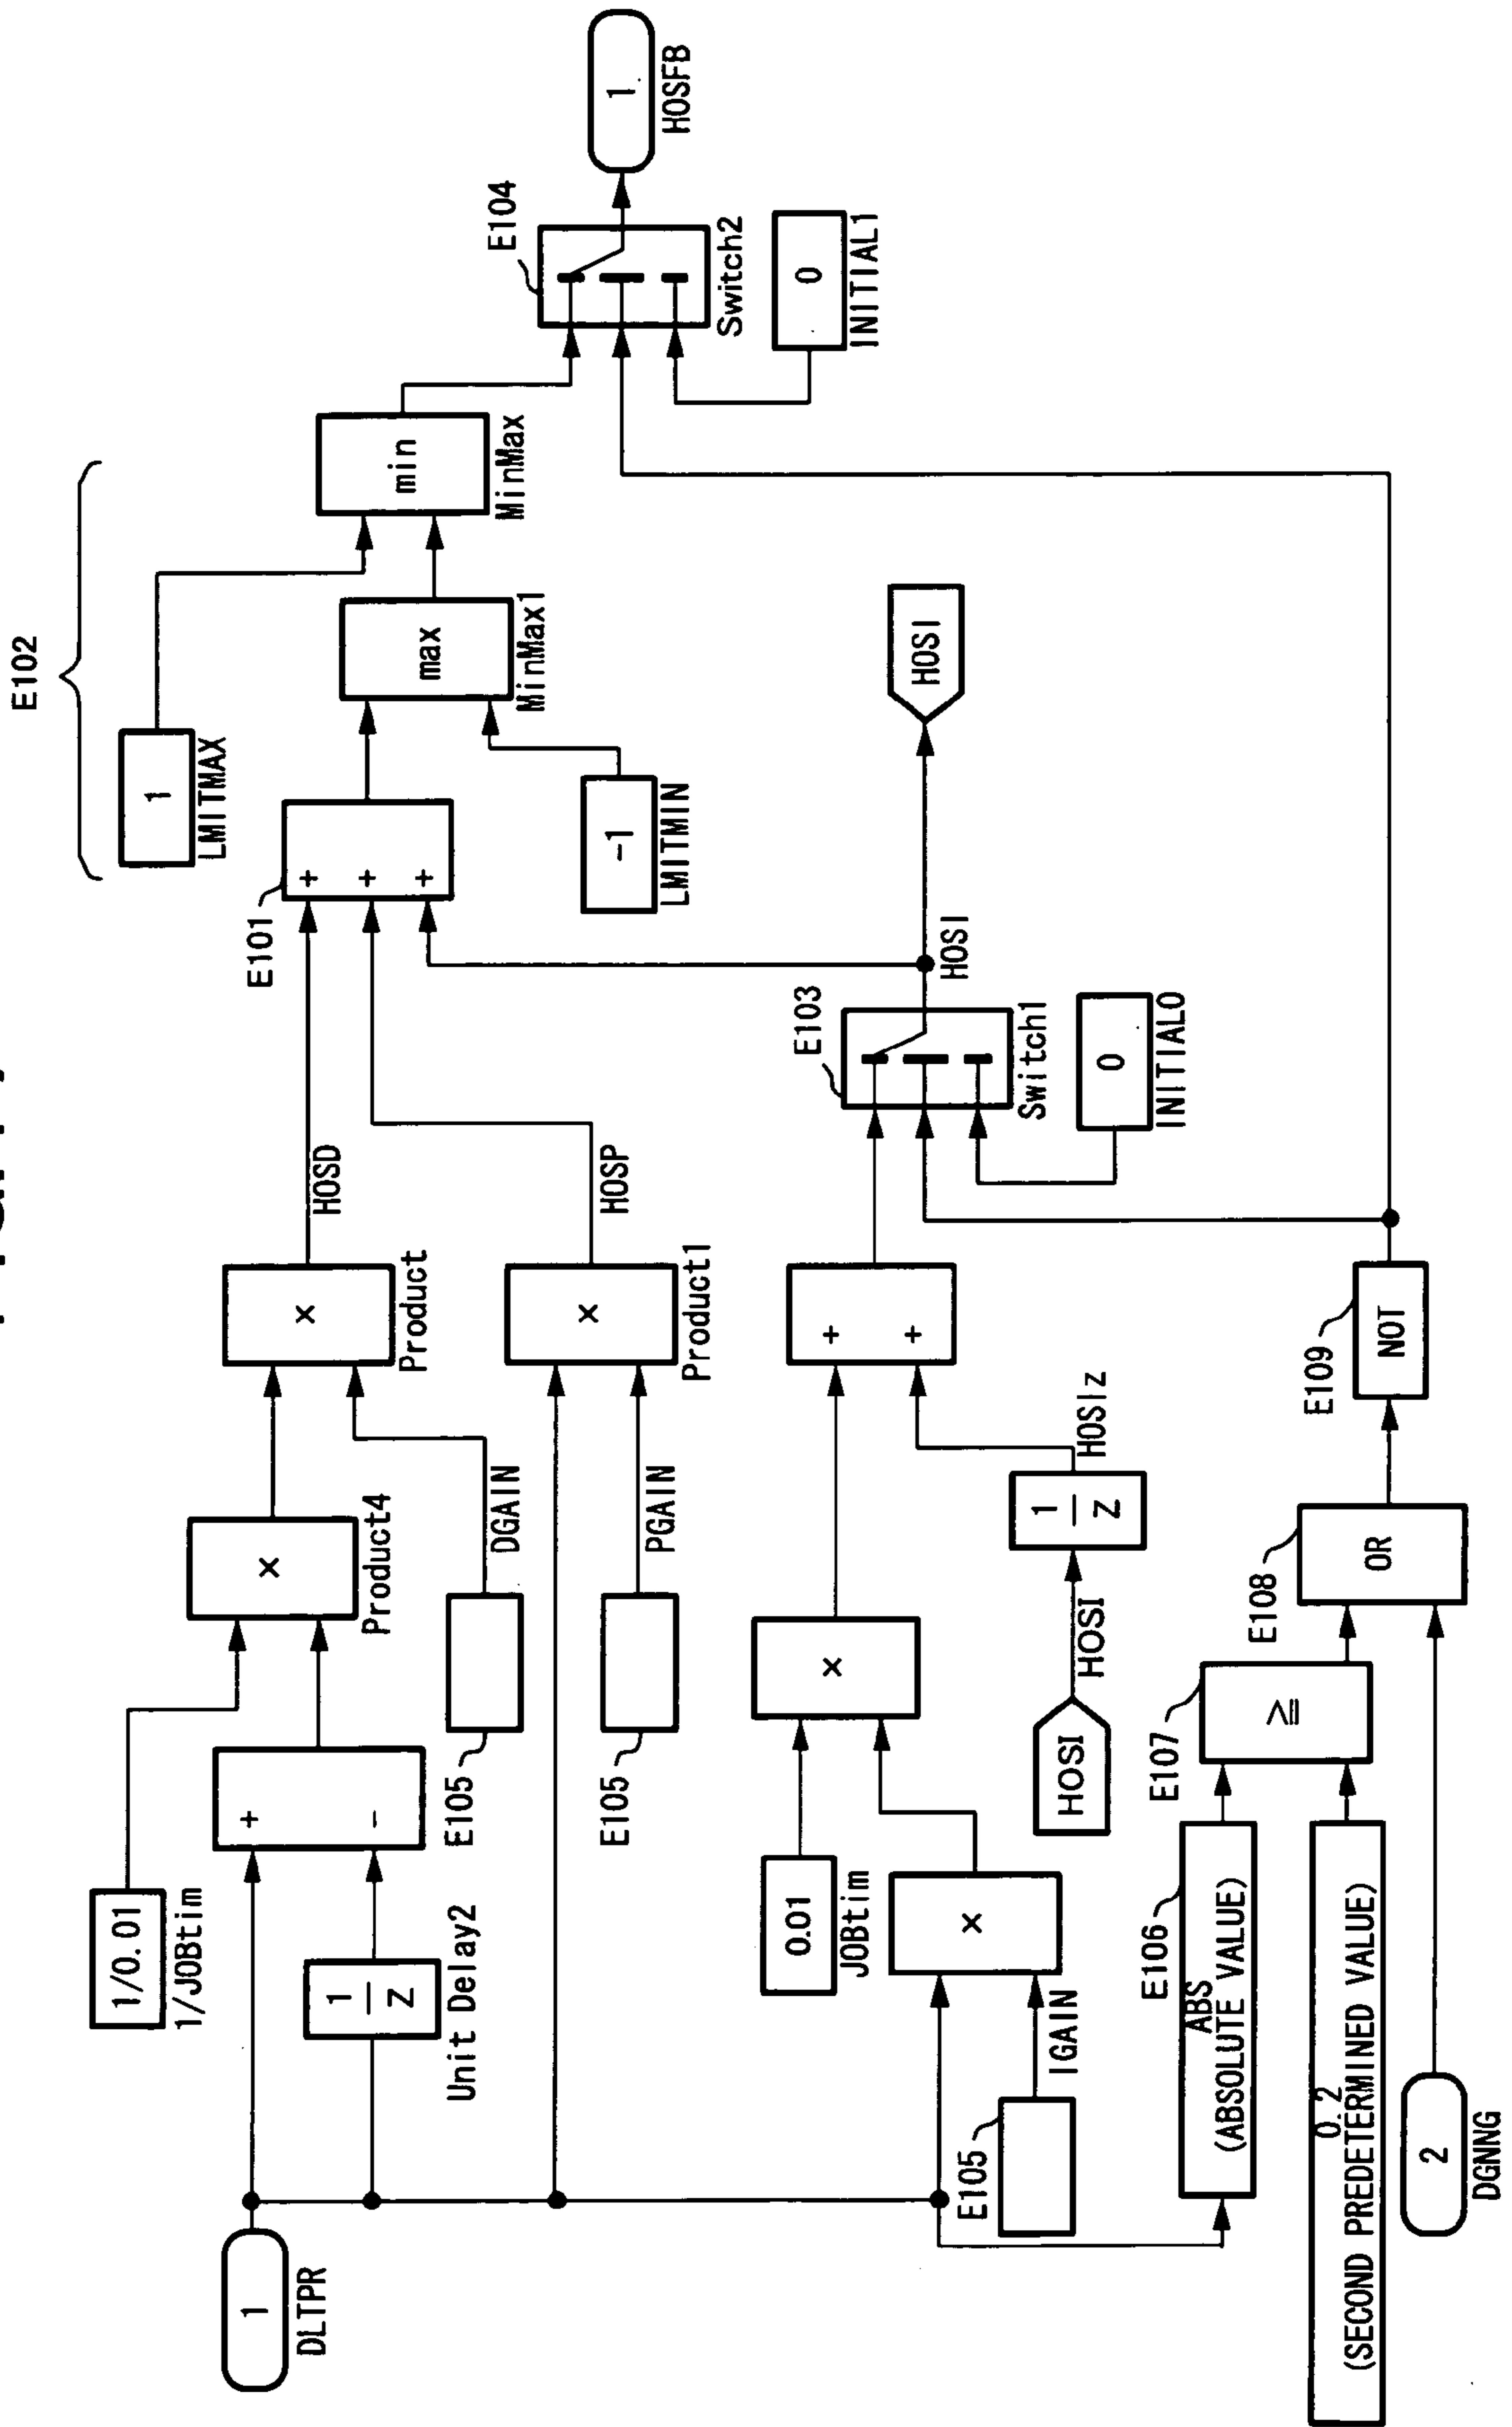 E102
1
LMITMAX
1/0.01
1/JOBtim
+
-
1
Z
Unit Delay2
1
DLTPR
×
Product4
×
Product
HOSD
E101
+
+
+
max
MinMax1
min
MinMax
-1
LMITMIN
E104
Switch2
1
HOSFB
0
INITIAL1
E105
DGAIN
E105
PGAIN
×
Product1
HOSP
0.01
JOBtim
×
×
E105
IGAIN
HOSI
HOSI
1
Z
HOSIz
+
+
E103
Switch1
0
INITIAL0
HOSI
HOSI
E106
ABS
(ABSOLUTE VALUE)
0.2
(SECOND PREDETERMINED VALUE)
2
DGNNG
E107
≧
E108
OR
E109
NOT